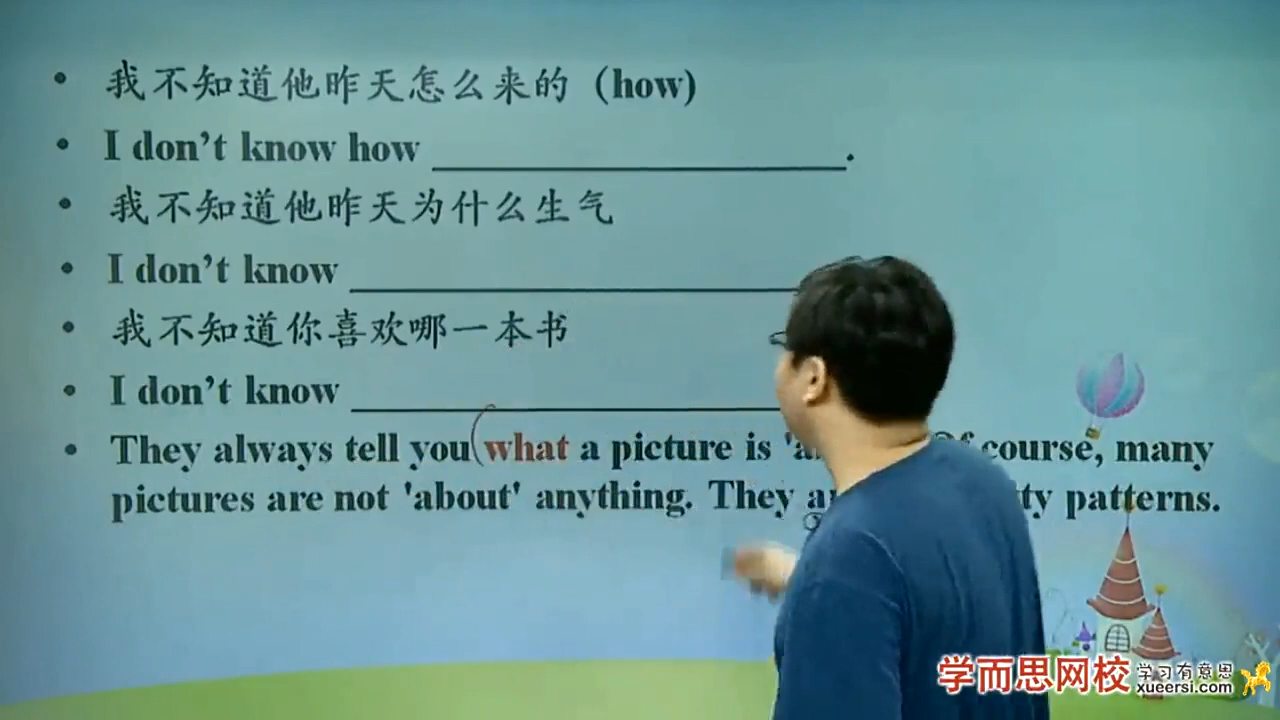 • 我不知道他昨天怎么来的（how)
• I don't know how ____________________.
• 我不知道他昨天为什么生气
• I don't know ____________________
• 我不知道你喜欢哪一本书
• I don't know ____________________
• They always tell you what a picture is 'a course, many
pictures are not 'about' anything. They a ty patterns.
学而思网校 学习有意思
xueersi.com